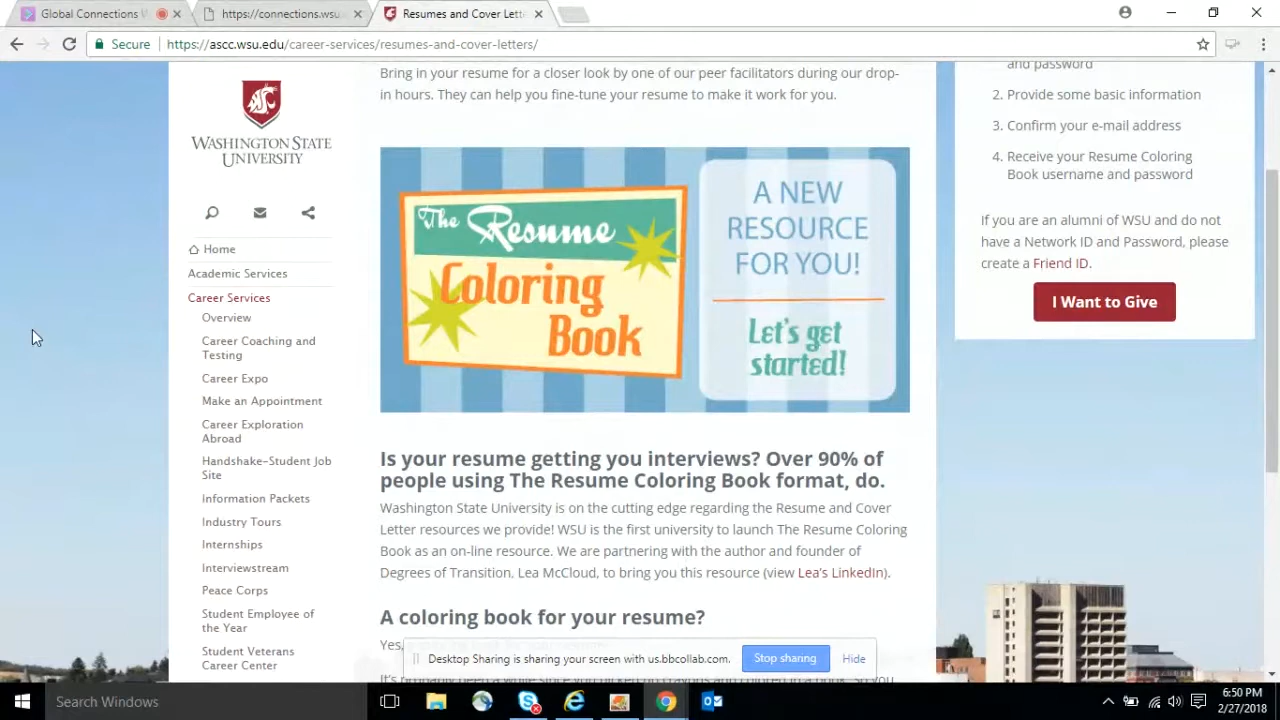 Global Connections W
https://connections.wsu
Resumes and Cover Lette
Secure
https://ascc.wsu.edu/career-services/resumes-and-cover-letters/
WASHINGTON STATE
UNIVERSITY
Home
Academic Services
Career Services
Overview
Career Coaching and
Testing
Career Expo
Make an Appointment
Career Exploration
Abroad
Handshake-Student Job
Site
Information Packets
Industry Tours
Internships
Interviewstream
Peace Corps
Student Employee of
the Year
Student Veterans
Career Center
Bring in your resume for a closer look by one of our peer facilitators during our drop-
in hours. They can help you fine-tune your resume to make it work for you.
The Resume
Coloring
Book
A NEW
RESOURCE
FOR YOU!
Let's get
started!
Is your resume getting you interviews? Over 90% of
people using The Resume Coloring Book format, do.
Washington State University is on the cutting edge regarding the Resume and Cover
Letter resources we provide! WSU is the first university to launch The Resume Coloring
Book as an on-line resource. We are partnering with the author and founder of
Degrees of Transition, Lea McCloud, to bring you this resource (view Lea's LinkedIn).
A coloring book for your resume?
Yes,
and password
2. Provide some basic information
3. Confirm your e-mail address
4. Receive your Resume Coloring
Book username and password
If you are an alumni of WSU and do not
have a Network ID and Password, please
create a Friend ID.
I Want to Give
Desktop Sharing is sharing your screen with us.bbcollab.com.
Stop sharing
Hide
Search Windows
6:50 PM
2/27/2018